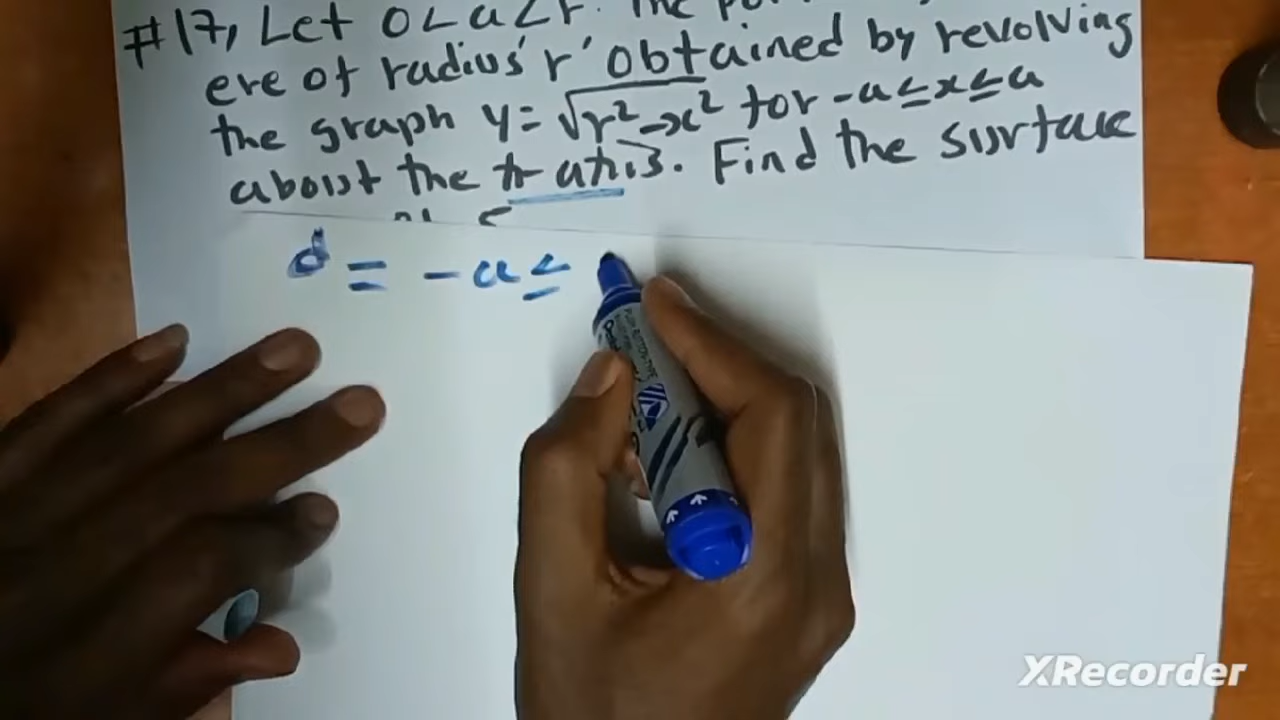 #17, Let 0<a<r. The
ere of radius 'r' obtained by revolving
the graph y = √r²-x² for -a≤x≤a
about the x-axis. Find the surface
d = -a ≤
XRecorder